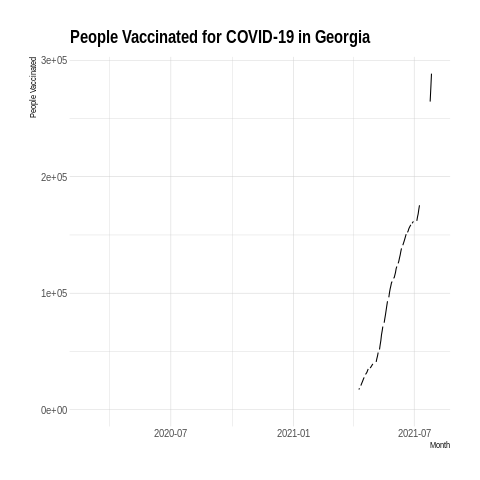 People Vaccinated for COVID-19 in Georgia
People Vaccinated
3e+05
2e+05
1e+05
0e+00
2020-07
2021-01
2021-07
Month